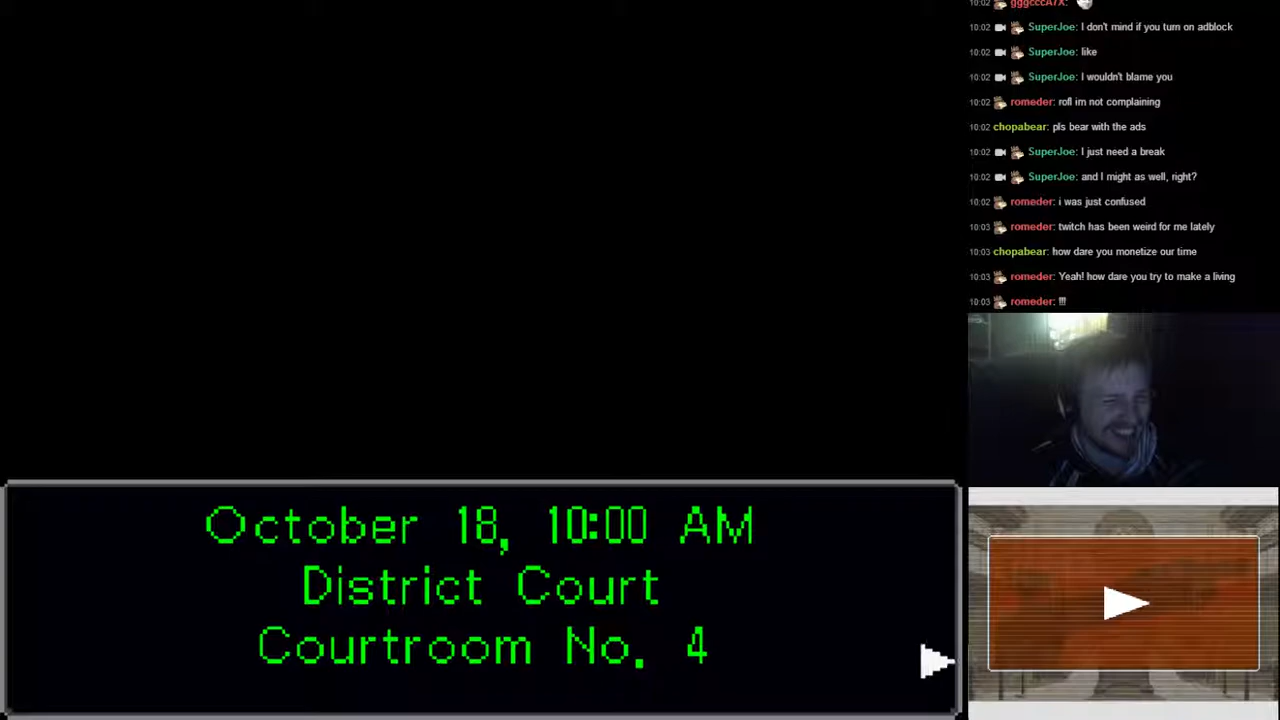 10:02 gggcccA7X:
10:02 SuperJoe: I don't mind if you turn on adblock
10:02 SuperJoe: like
10:02 SuperJoe: I wouldn't blame you
10:02 romeder: rofl im not complaining
10:02 chopabear: pls bear with the ads
10:02 SuperJoe: I just need a break
10:02 SuperJoe: and I might as well, right?
10:02 romeder: i was just confused
10:03 romeder: twitch has been weird for me lately
10:03 chopabear: how dare you monetize our time
10:03 romeder: Yeah! how dare you try to make a living
10:03 romeder: !!!
October 18, 10:00 AM
District Court
Courtroom No. 4